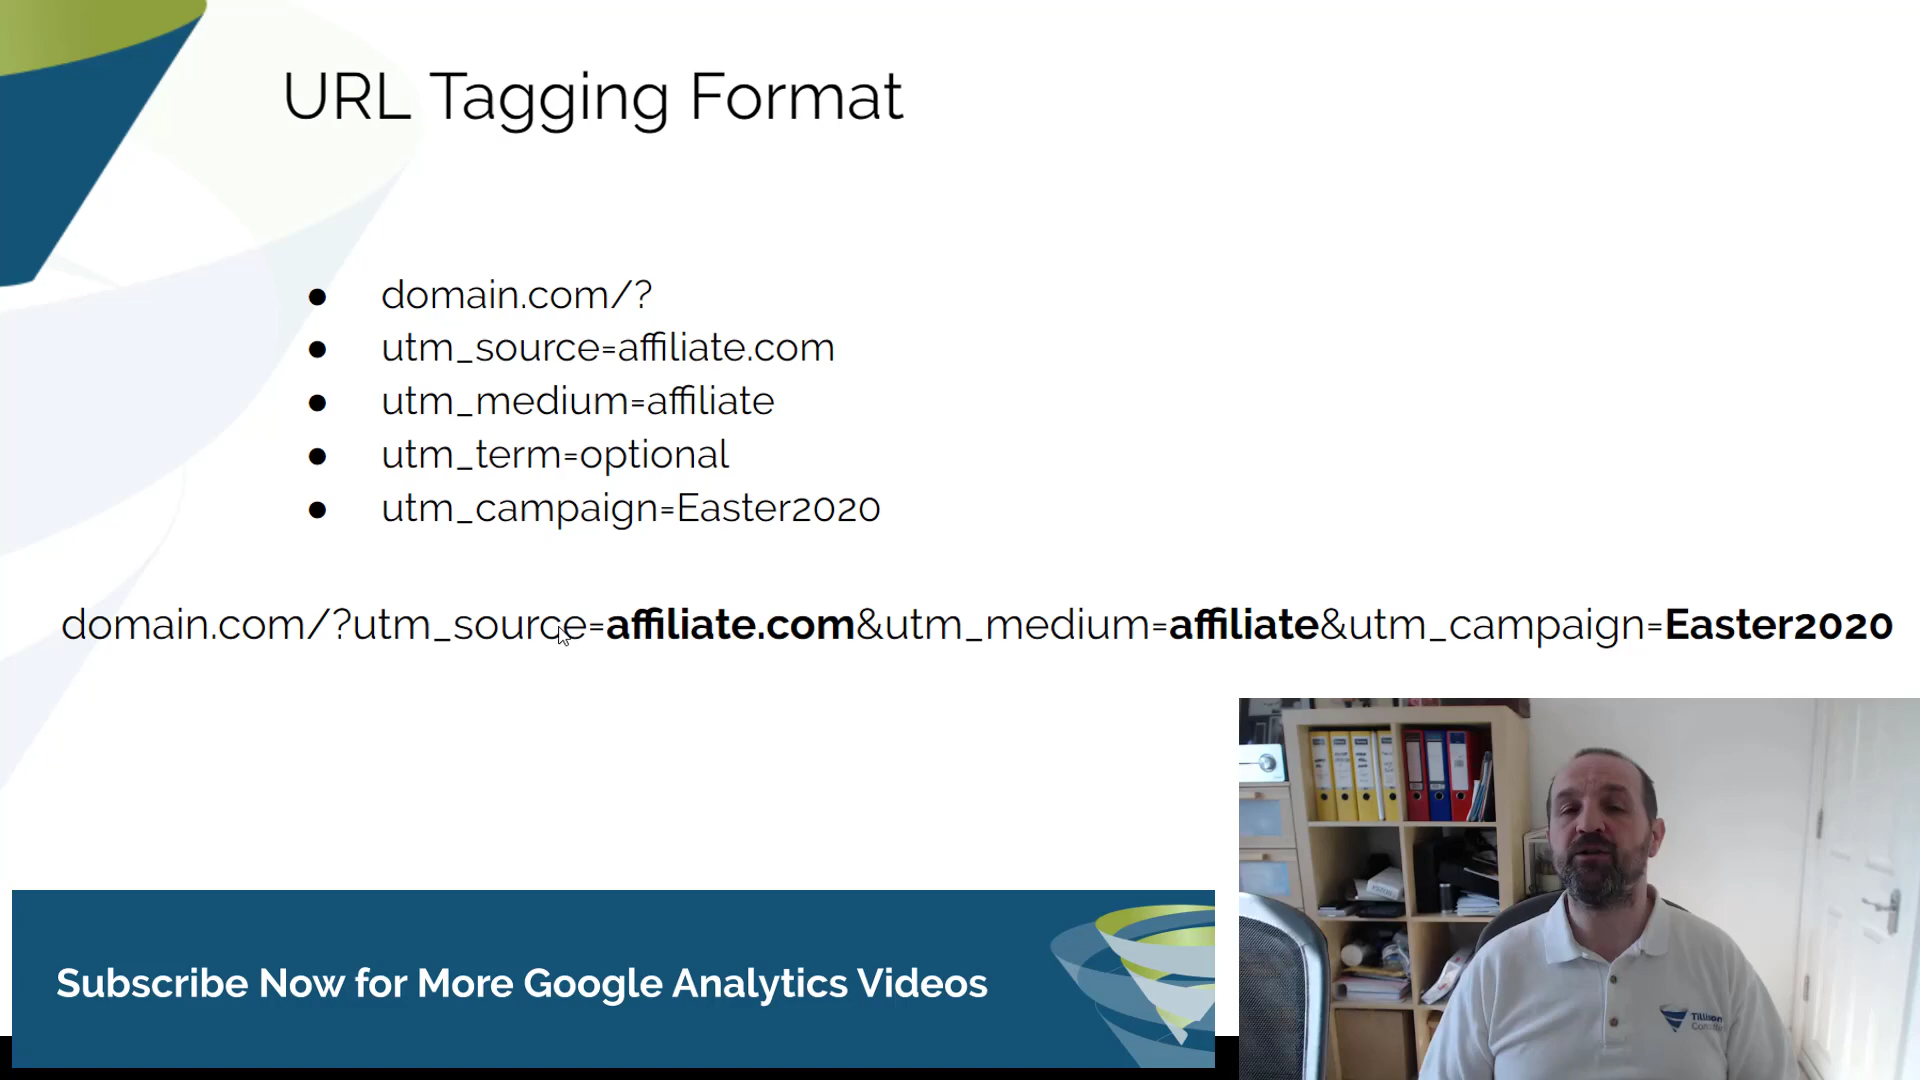 URL Tagging Format
domain.com/?
utm_source=affiliate.com
utm_medium=affiliate
utm_term=optional
utm_campaign=Easter2020
domain.com/?utm_source=affiliate.com&utm_medium=affiliate&utm_campaign=Easter2020
Subscribe Now for More Google Analytics Videos
Tillison